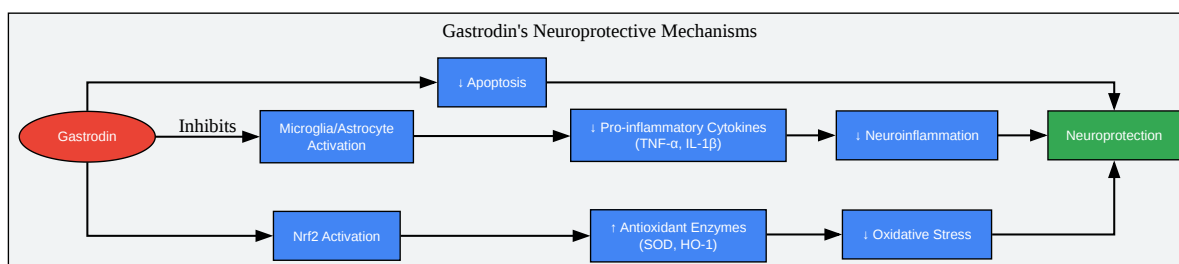 Gastrodin's Neuroprotective Mechanisms
↓ Apoptosis
Gastrodin
Inhibits
Microglia/Astrocyte
Activation
↓ Pro-inflammatory Cytokines
(TNF-α, IL-1β)
↓ Neuroinflammation
Neuroprotection
Nrf2 Activation
↑ Antioxidant Enzymes
(SOD, HO-1)
↓ Oxidative Stress